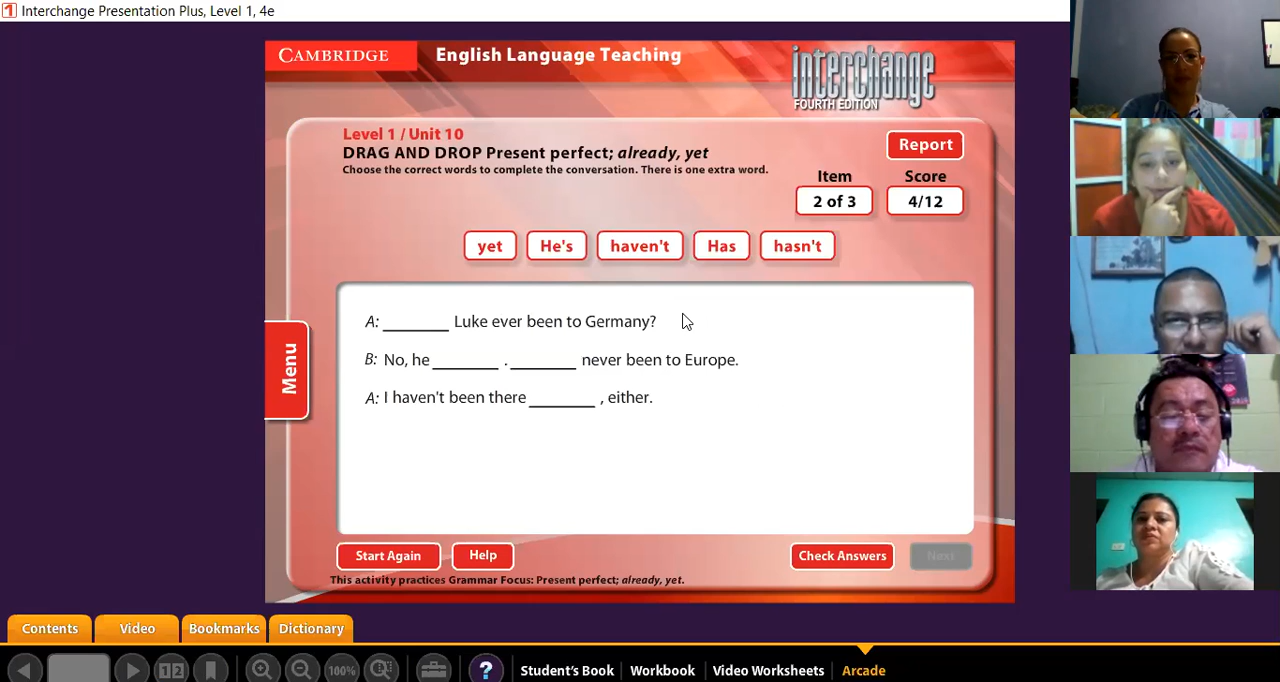 Interchange Presentation Plus, Level 1, 4e
CAMBRIDGE
English Language Teaching
interchange
FOURTH EDITION
Level 1 / Unit 10
DRAG AND DROP Present perfect; already, yet
Choose the correct words to complete the conversation. There is one extra word.
Report
Item
Score
2 of 3
4/12
yet
He's
haven't
Has
hasn't
A: ________ Luke ever been to Germany?
B: No, he ________ . ________ never been to Europe.
A: I haven't been there ________ , either.
Menu
Start Again
Help
Check Answers
Next
This activity practices Grammar Focus: Present perfect; already, yet.
Contents
Video
Bookmarks
Dictionary
1 2
100%
?
Student's Book
Workbook
Video Worksheets
Arcade